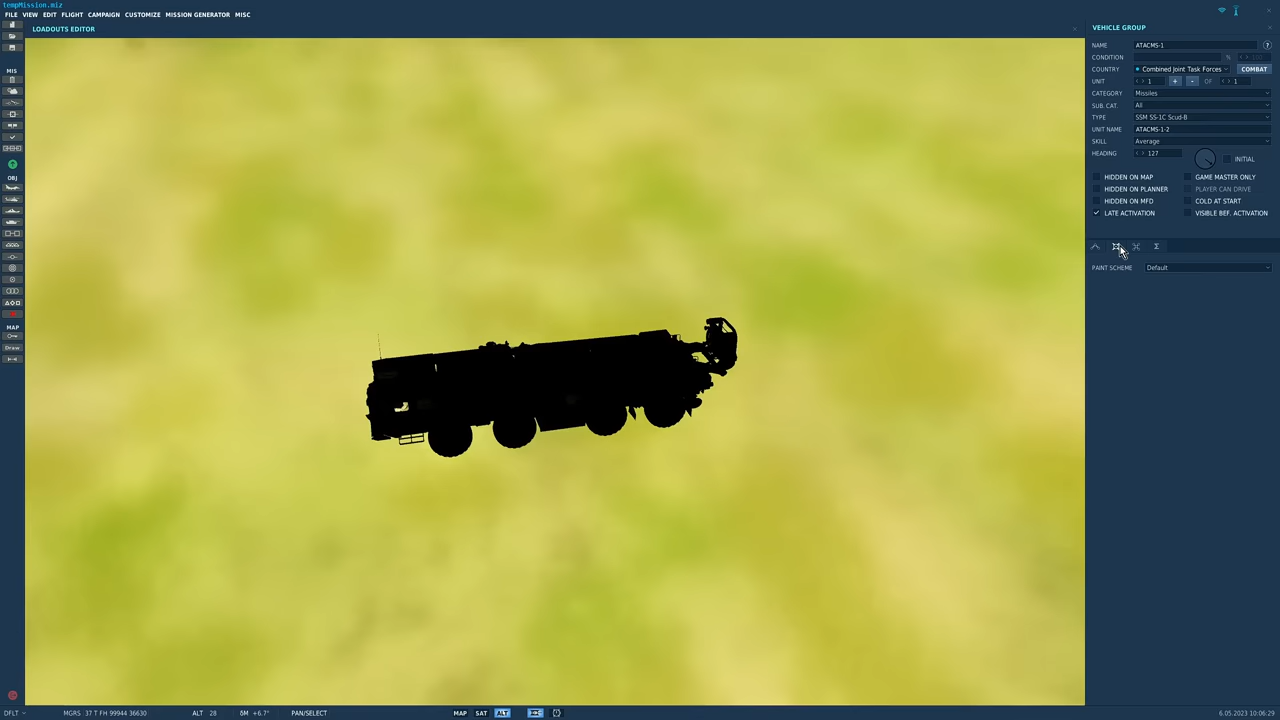 tempMission.miz
FILE VIEW EDIT FLIGHT CAMPAIGN CUSTOMIZE MISSION GENERATOR MISC
LOADOUTS EDITOR
MIS
OBJ
MAP
Draw
VEHICLE GROUP
NAME ATACMS-1 ?
CONDITION %
COUNTRY Combined Joint Task Forces COMBAT
UNIT < > 1 + - OF < > 1
CATEGORY Missiles
SUB. CAT. All
TYPE SSM SS-1C Scud-B
UNIT NAME ATACMS-1-2
SKILL Average
HEADING < > 127 INITIAL
HIDDEN ON MAP GAME MASTER ONLY
HIDDEN ON PLANNER PLAYER CAN DRIVE
HIDDEN ON MFD COLD AT START
LATE ACTIVATION VISIBLE BEF. ACTIVATION
Σ
PAINT SCHEME Default
DFLT MGRS 37 T FH 99944 36630 ALT 28 δM +6.7° PAN/SELECT MAP SAT ALT 6.05.2023 10:06:29